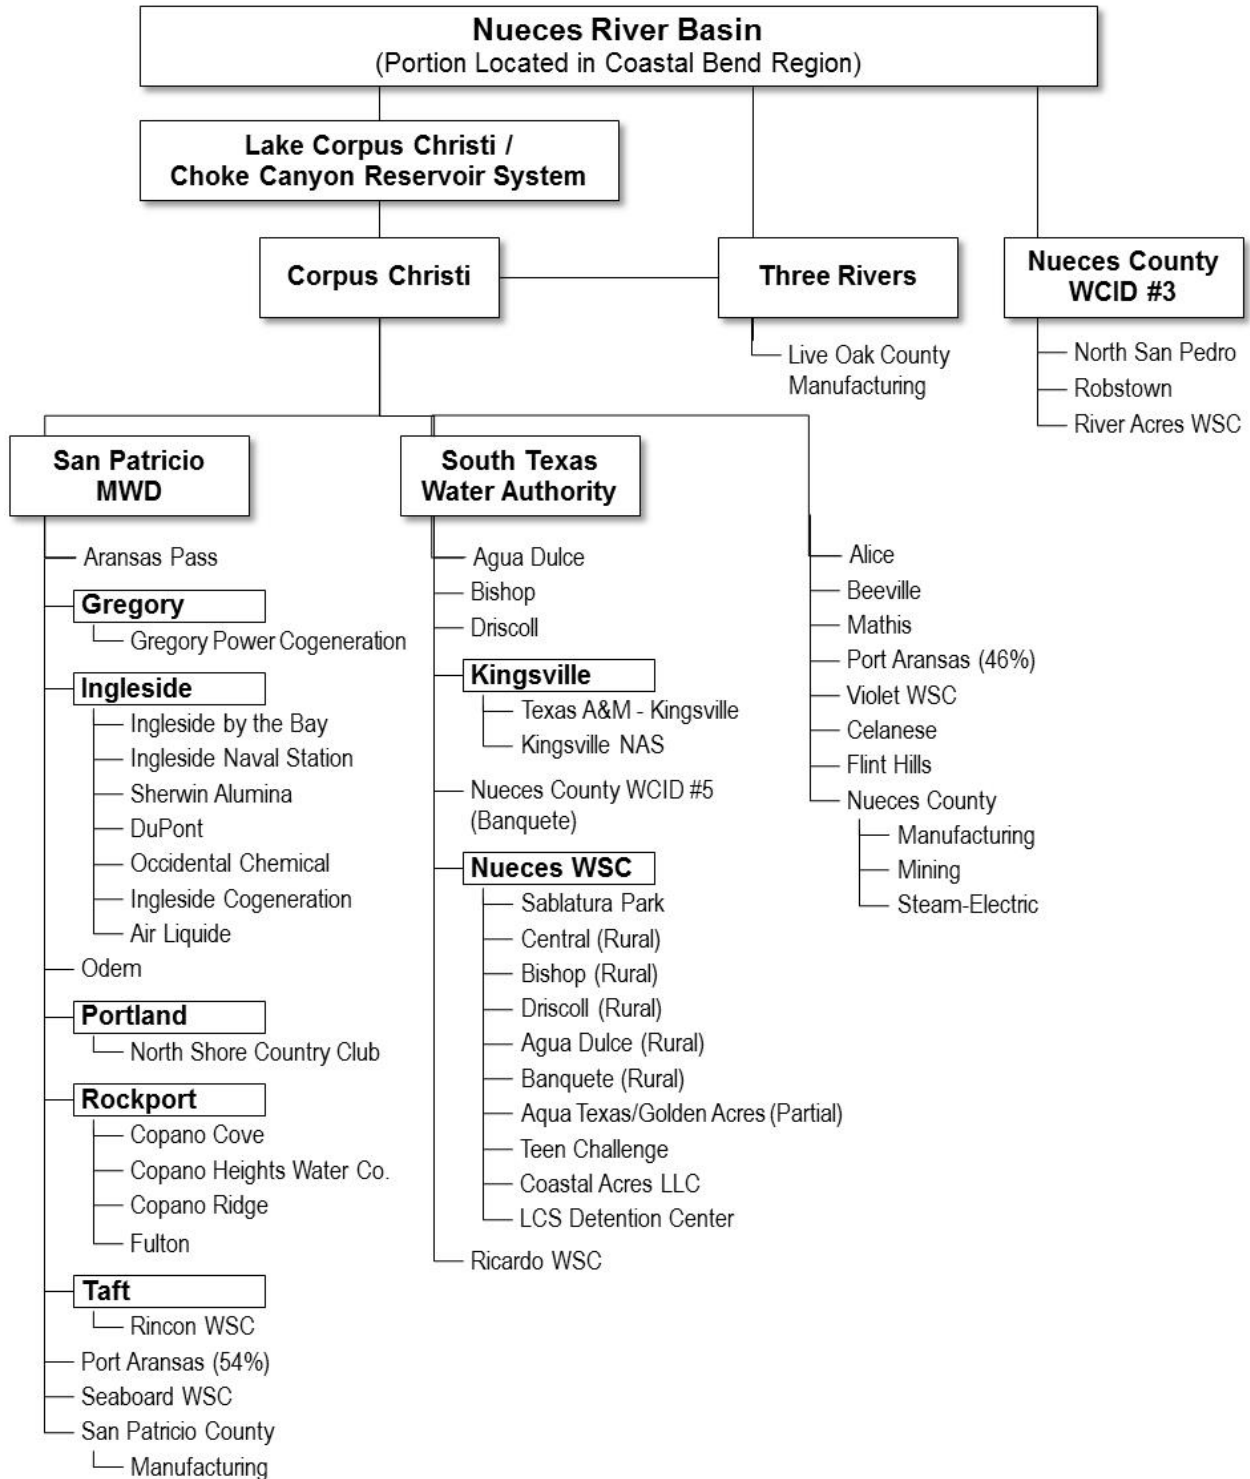 Nueces River Basin
(Portion Located in Coastal Bend Region)
Lake Corpus Christi /
Choke Canyon Reservoir System
Corpus Christi
Three Rivers
Nueces County
WCID #3
Live Oak County
Manufacturing
North San Pedro
Robstown
River Acres WSC
San Patricio
MWD
Aransas Pass
Gregory
Gregory Power Cogeneration
Ingleside
Ingleside by the Bay
Ingleside Naval Station
Sherwin Alumina
DuPont
Occidental Chemical
Ingleside Cogeneration
Air Liquide
Odem
Portland
North Shore Country Club
Rockport
Copano Cove
Copano Heights Water Co.
Copano Ridge
Fulton
Taft
Rincon WSC
Port Aransas (54%)
Seaboard WSC
San Patricio County
Manufacturing
South Texas
Water Authority
Agua Dulce
Bishop
Driscoll
Kingsville
Texas A&M - Kingsville
Kingsville NAS
Nueces County WCID #5
(Banquete)
Nueces WSC
Sablatura Park
Central (Rural)
Bishop (Rural)
Driscoll (Rural)
Agua Dulce (Rural)
Banquete (Rural)
Aqua Texas/Golden Acres (Partial)
Teen Challenge
Coastal Acres LLC
LCS Detention Center
Ricardo WSC
Alice
Beeville
Mathis
Port Aransas (46%)
Violet WSC
Celanese
Flint Hills
Nueces County
Manufacturing
Mining
Steam-Electric